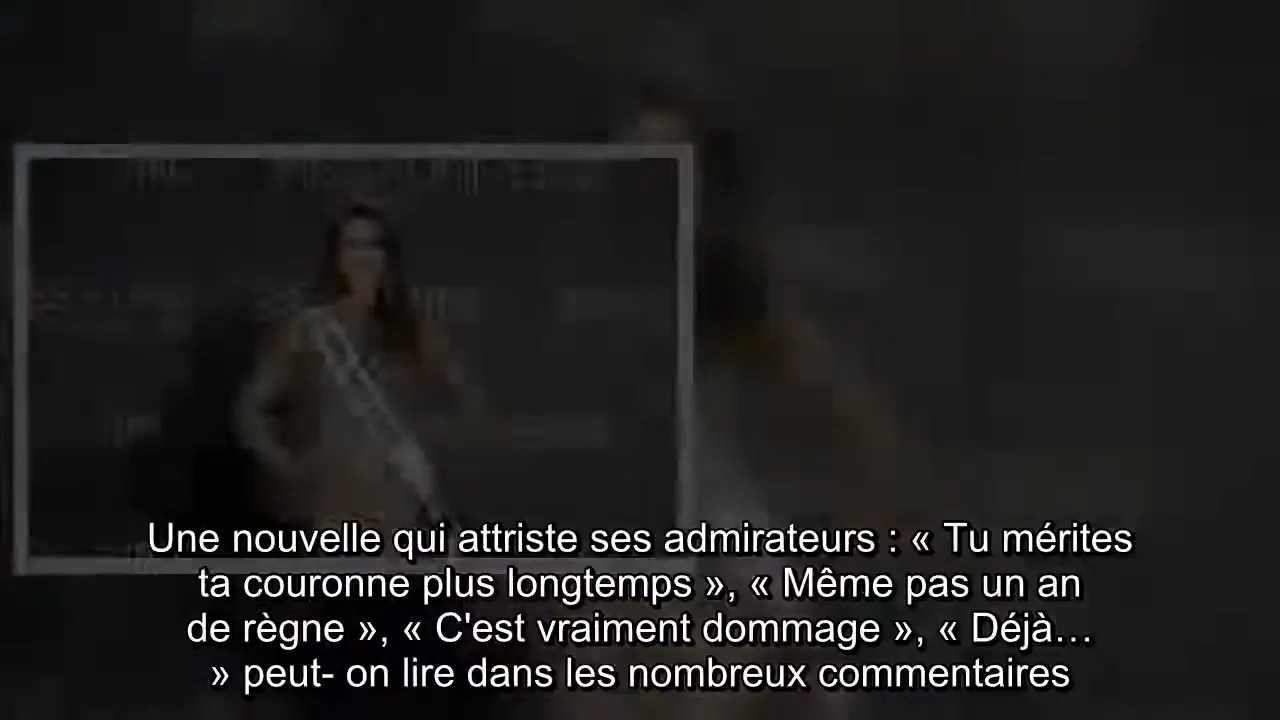 Une nouvelle qui attriste ses admirateurs : « Tu mérites
ta couronne plus longtemps », « Même pas un an
de règne », « C'est vraiment dommage », « Déjà…
» peut- on lire dans les nombreux commentaires